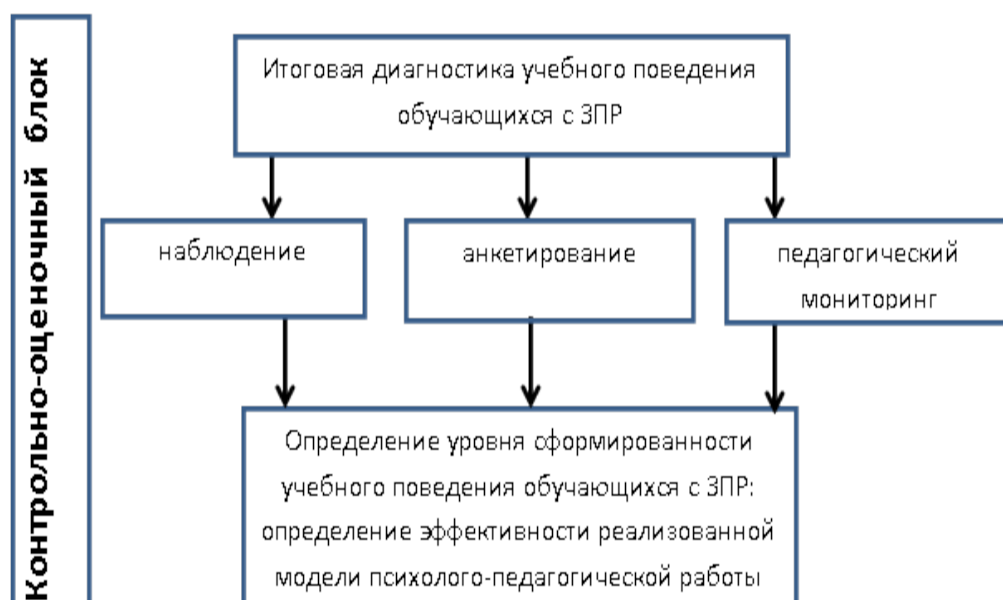 Контрольно-оценочный блок
Итоговая диагностика учебного поведения
обучающихся с ЗПР
наблюдение
анкетирование
педагогический
мониторинг
Определение уровня сформированности
учебного поведения обучающихся с ЗПР:
определение эффективности реализованной
модели психолого-педагогической работы